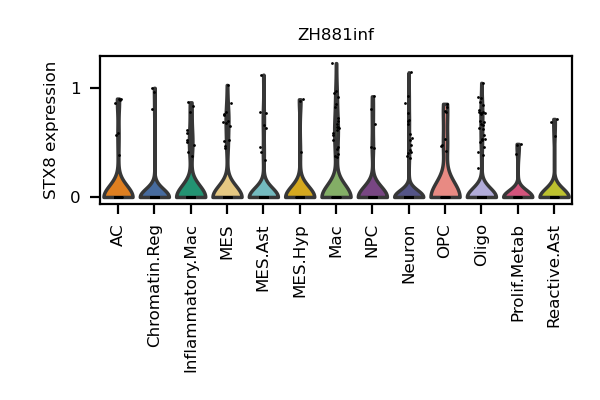 ZH881inf
STX8 expression
1
0
AC
Chromatin.Reg
Inflammatory.Mac
MES
MES.Ast
MES.Hyp
Mac
NPC
Neuron
OPC
Oligo
Prolif.Metab
Reactive.Ast